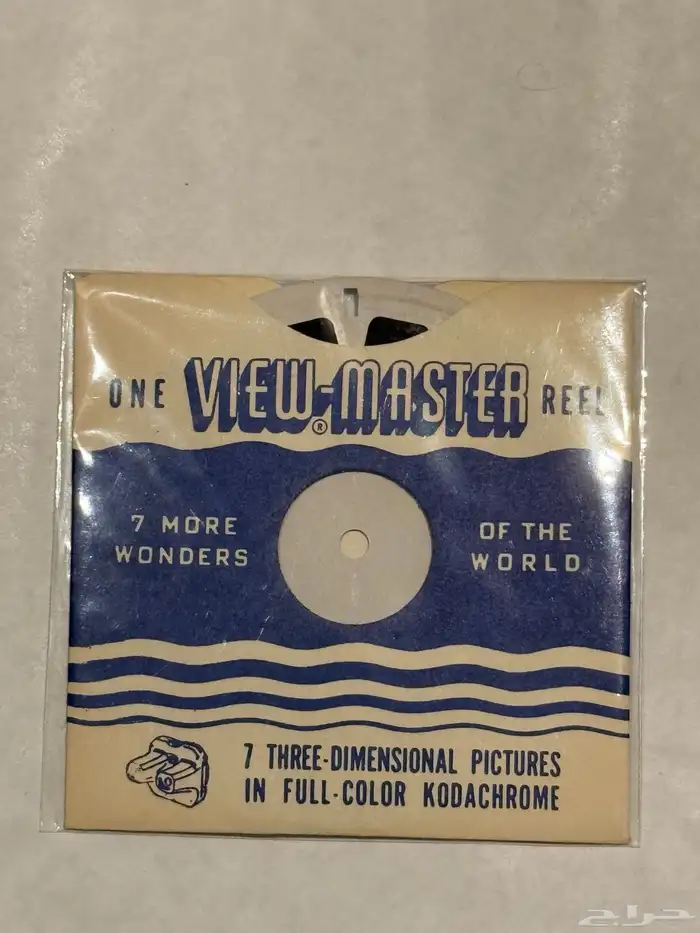 ONE VIEW-MASTER® REEL
7 MORE WONDERS
OF THE WORLD
7 THREE-DIMENSIONAL PICTURES
IN FULL-COLOR KODACHROME
حراج